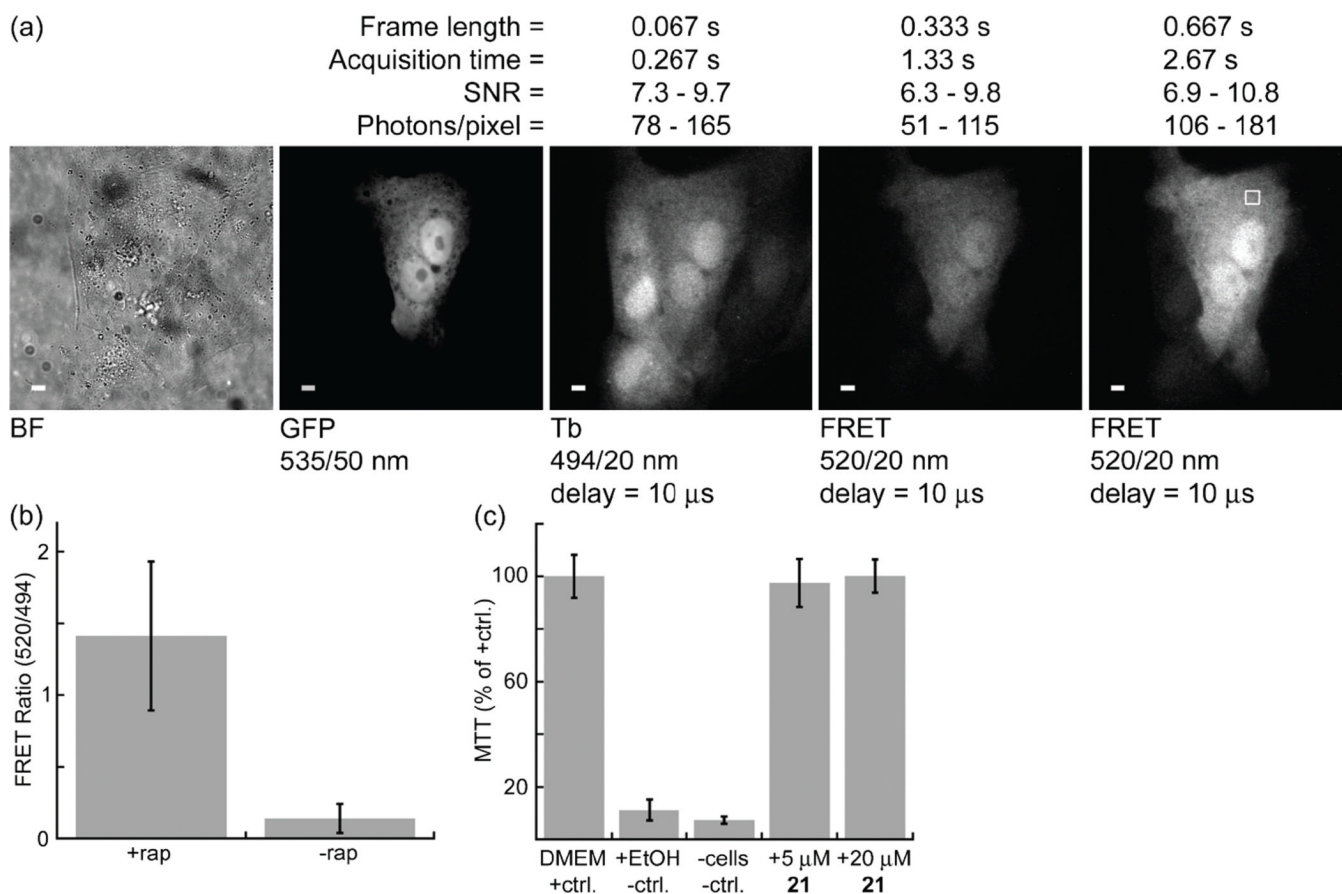 (a)
Frame length = 0.067 s 0.333 s 0.667 s
Acquisition time = 0.267 s 1.33 s 2.67 s
SNR = 7.3 - 9.7 6.3 - 9.8 6.9 - 10.8
Photons/pixel = 78 - 165 51 - 115 106 - 181
BF GFP Tb FRET FRET
535/50 nm 494/20 nm 520/20 nm 520/20 nm
delay = 10 μs delay = 10 μs delay = 10 μs
(b)
FRET Ratio (520/494)
2
1
0
+rap -rap
(c)
MTT (% of +ctrl.)
100
60
20
DMEM +EtOH -cells +5 μM +20 μM
+ctrl. -ctrl. -ctrl. 21 21